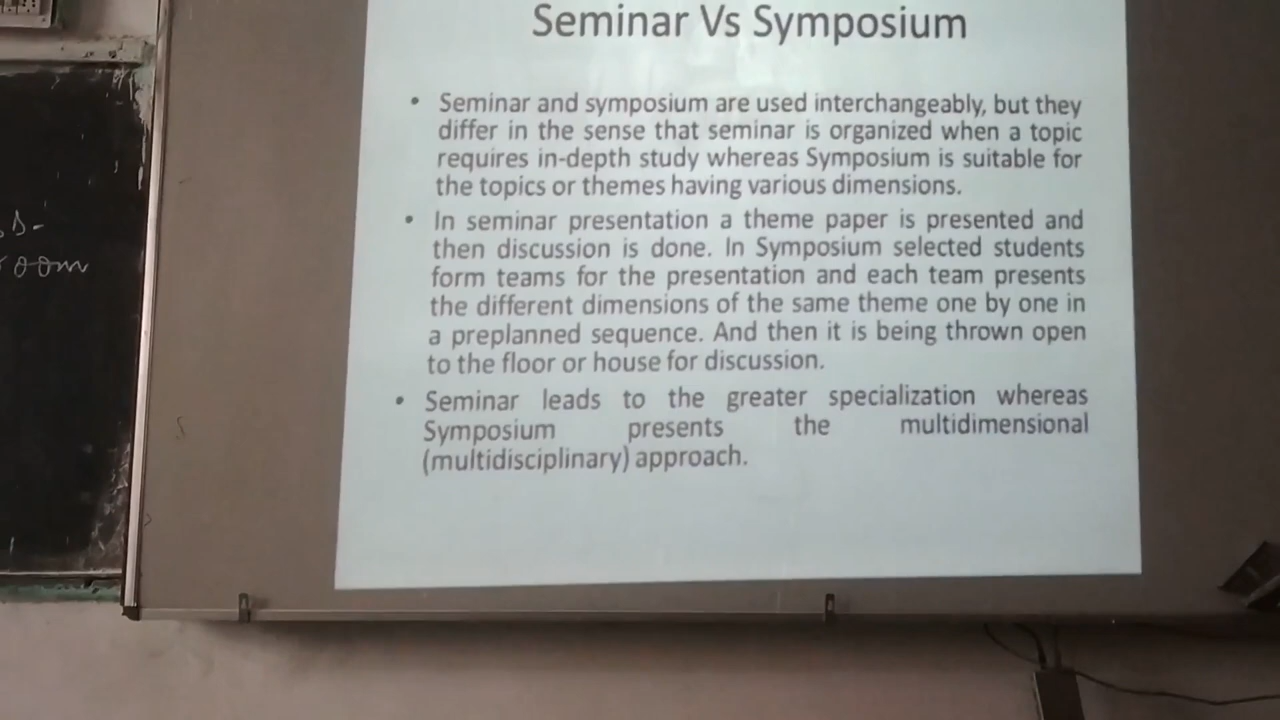 Seminar Vs Symposium
• Seminar and symposium are used interchangeably, but they
differ in the sense that seminar is organized when a topic
requires in-depth study whereas Symposium is suitable for
the topics or themes having various dimensions.
• In seminar presentation a theme paper is presented and
then discussion is done. In Symposium selected students
form teams for the presentation and each team presents
the different dimensions of the same theme one by one in
a preplanned sequence. And then it is being thrown open
to the floor or house for discussion.
• Seminar leads to the greater specialization whereas
Symposium presents the multidimensional
(multidisciplinary) approach.